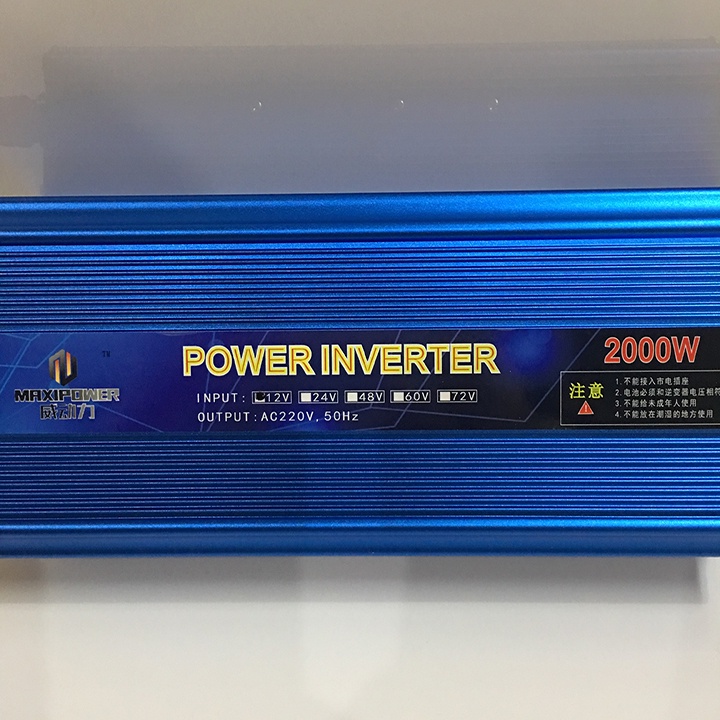 TM
MAXIPOWER
威动力
POWER INVERTER
INPUT: 12V 24V 48V 60V 72V
OUTPUT:AC220V,50Hz
2000W
注意
1.不能接入市电插座
2.电池必须和逆变器电压相符
3.不能给未成年人使用
4.不能放在潮湿的地方使用